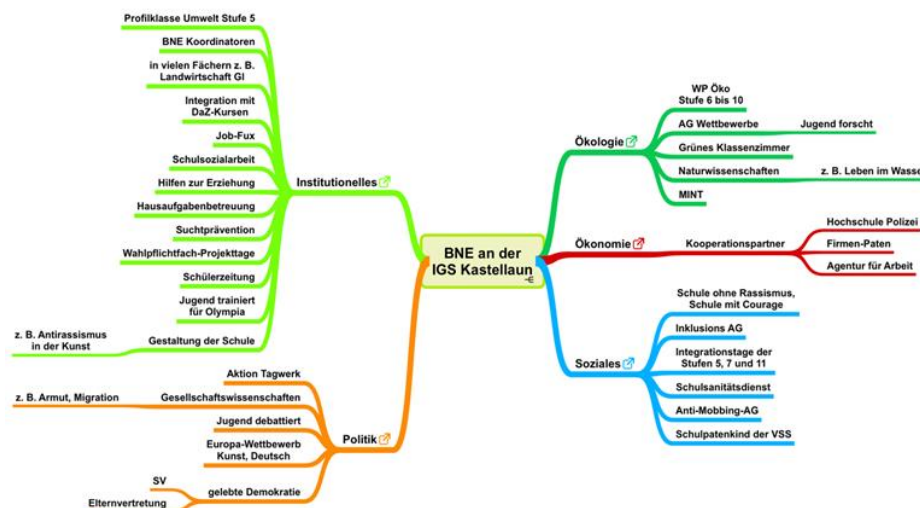 BNE an der
IGS Kastellaun
Institutionelles
Profilklasse Umwelt Stufe 5
BNE Koordinatoren
in vielen Fächern z. B.
Landwirtschaft Gl
Integration mit
DaZ-Kursen
Job-Fux
Schulsozialarbeit
Hilfen zur Erziehung
Hausaufgabenbetreuung
Suchtprävention
Wahlpflichtfach-Projekttage
Schülerzeitung
Jugend trainiert
für Olympia
Gestaltung der Schule
z. B. Antirassismus
in der Kunst
Politik
Aktion Tagwerk
Gesellschaftswissenschaften
z. B. Armut, Migration
Jugend debattiert
Europa-Wettbewerb
Kunst, Deutsch
gelebte Demokratie
SV
Elternvertretung
Ökologie
WP Öko
Stufe 6 bis 10
AG Wettbewerbe
Jugend forscht
Grünes Klassenzimmer
Naturwissenschaften
z. B. Leben im Wasse
MINT
Ökonomie
Kooperationspartner
Hochschule Polizei
Firmen-Paten
Agentur für Arbeit
Soziales
Schule ohne Rassismus,
Schule mit Courage
Inklusions AG
Integrationstage der
Stufen 5, 7 und 11
Schulsanitätsdienst
Anti-Mobbing-AG
Schulpatenkind der VSS